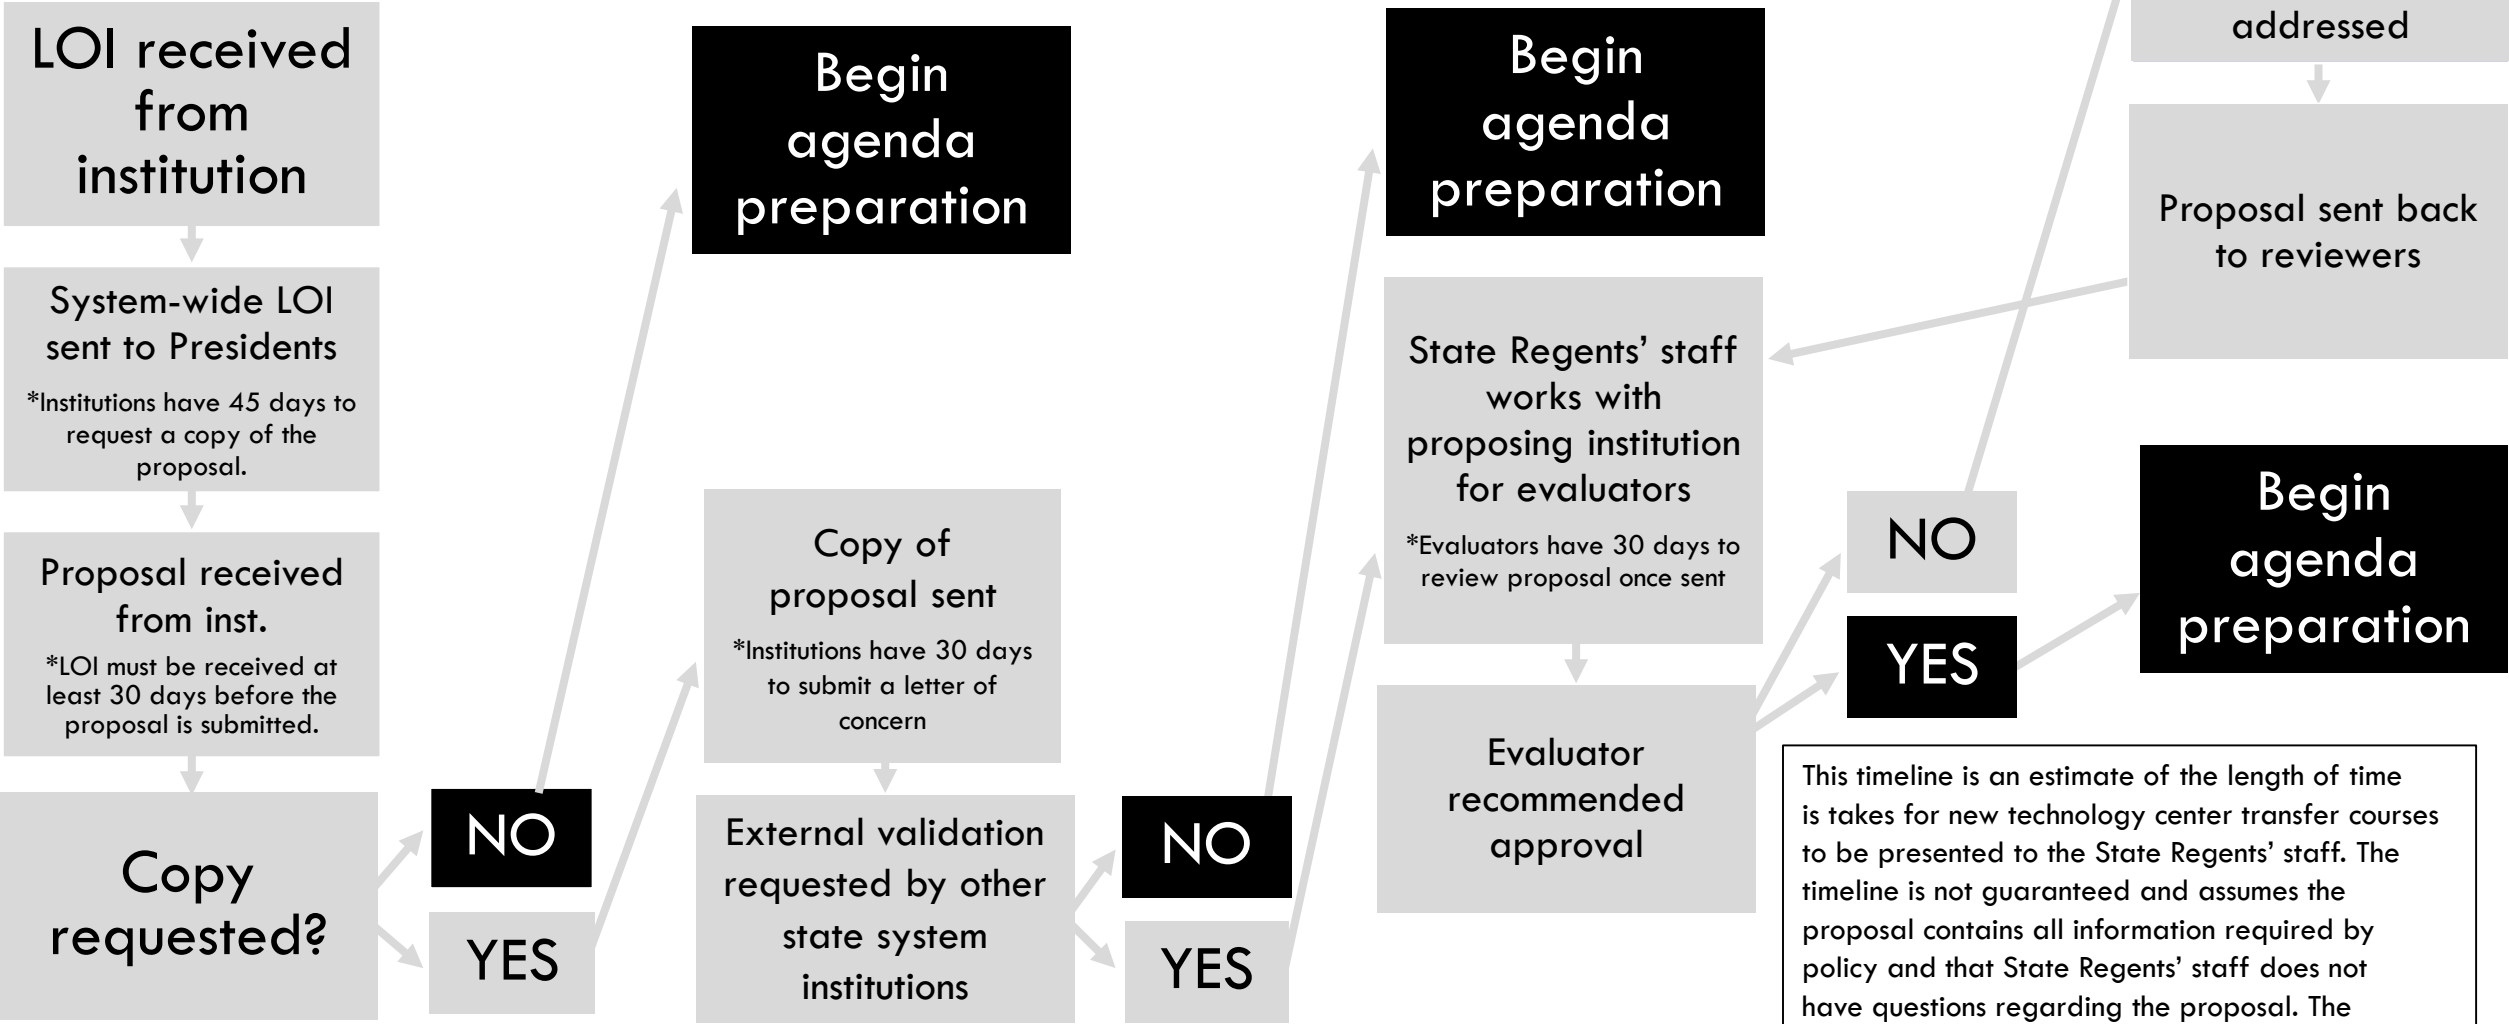 LOI received
from
institution
System-wide LOI
sent to Presidents
*Institutions have 45 days to
request a copy of the
proposal.
Proposal received
from inst.
*LOI must be received at
least 30 days before the
proposal is submitted.
Copy
requested?
NO
YES
Begin
agenda
preparation
Copy of
proposal sent
*Institutions have 30 days
to submit a letter of
concern
External validation
requested by other
state system
institutions
NO
YES
Begin
agenda
preparation
State Regents’ staff
works with
proposing institution
for evaluators
*Evaluators have 30 days to
review proposal once sent
Evaluator
recommended
approval
NO
YES
addressed
Proposal sent back
to reviewers
Begin
agenda
preparation
This timeline is an estimate of the length of time
is takes for new technology center transfer courses
to be presented to the State Regents’ staff. The
timeline is not guaranteed and assumes the
proposal contains all information required by
policy and that State Regents’ staff does not
have questions regarding the proposal. The